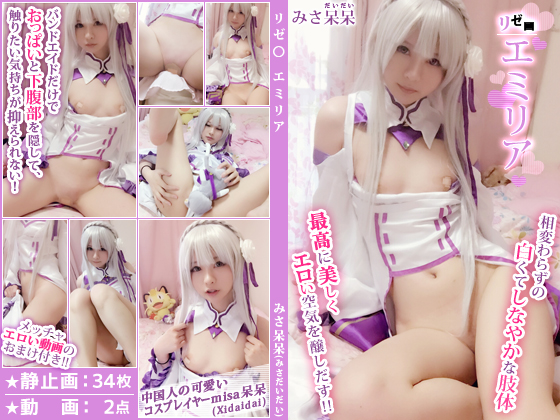 バンドエイドだけで
おっぱいと下腹部を隠して、
触りたい気持ちが抑えられない!
メッチャ
エロい動画の
おまけ付き!!
★静止画:34枚
★動　画: 2点
中国人の可愛い
コスプレイヤーmisa呆呆
(Xidaidai)
リゼ〇 エミリア
みさ呆呆(みさだいだい)
だいだい
みさ呆呆
リゼ
エミリア
相変わらずの
白くてしなやかな肢体
最高に美しく、
エロい空気を醸しだす!!